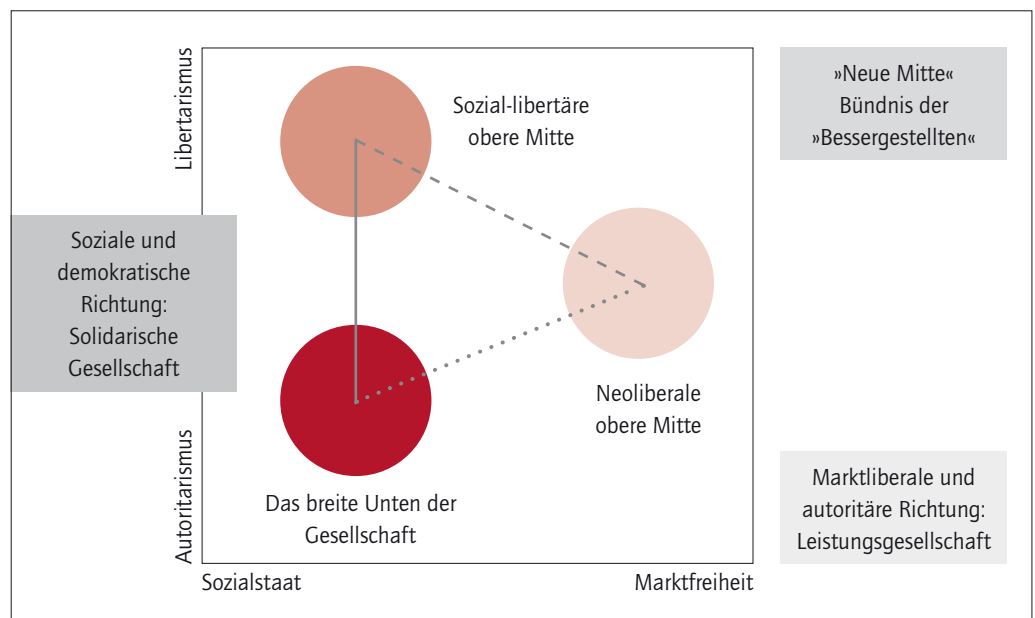 Libertarismus
Autoritarismus
Sozial-libertäre
obere Mitte
»Neue Mitte«
Bündnis der
»Bessergestellten«
Soziale und
demokratische
Richtung:
Solidarische
Gesellschaft
Neoliberale
obere Mitte
Das breite Unten der
Gesellschaft
Marktliberale und
autoritäre Richtung:
Leistungsgesellschaft
Sozialstaat
Marktfreiheit